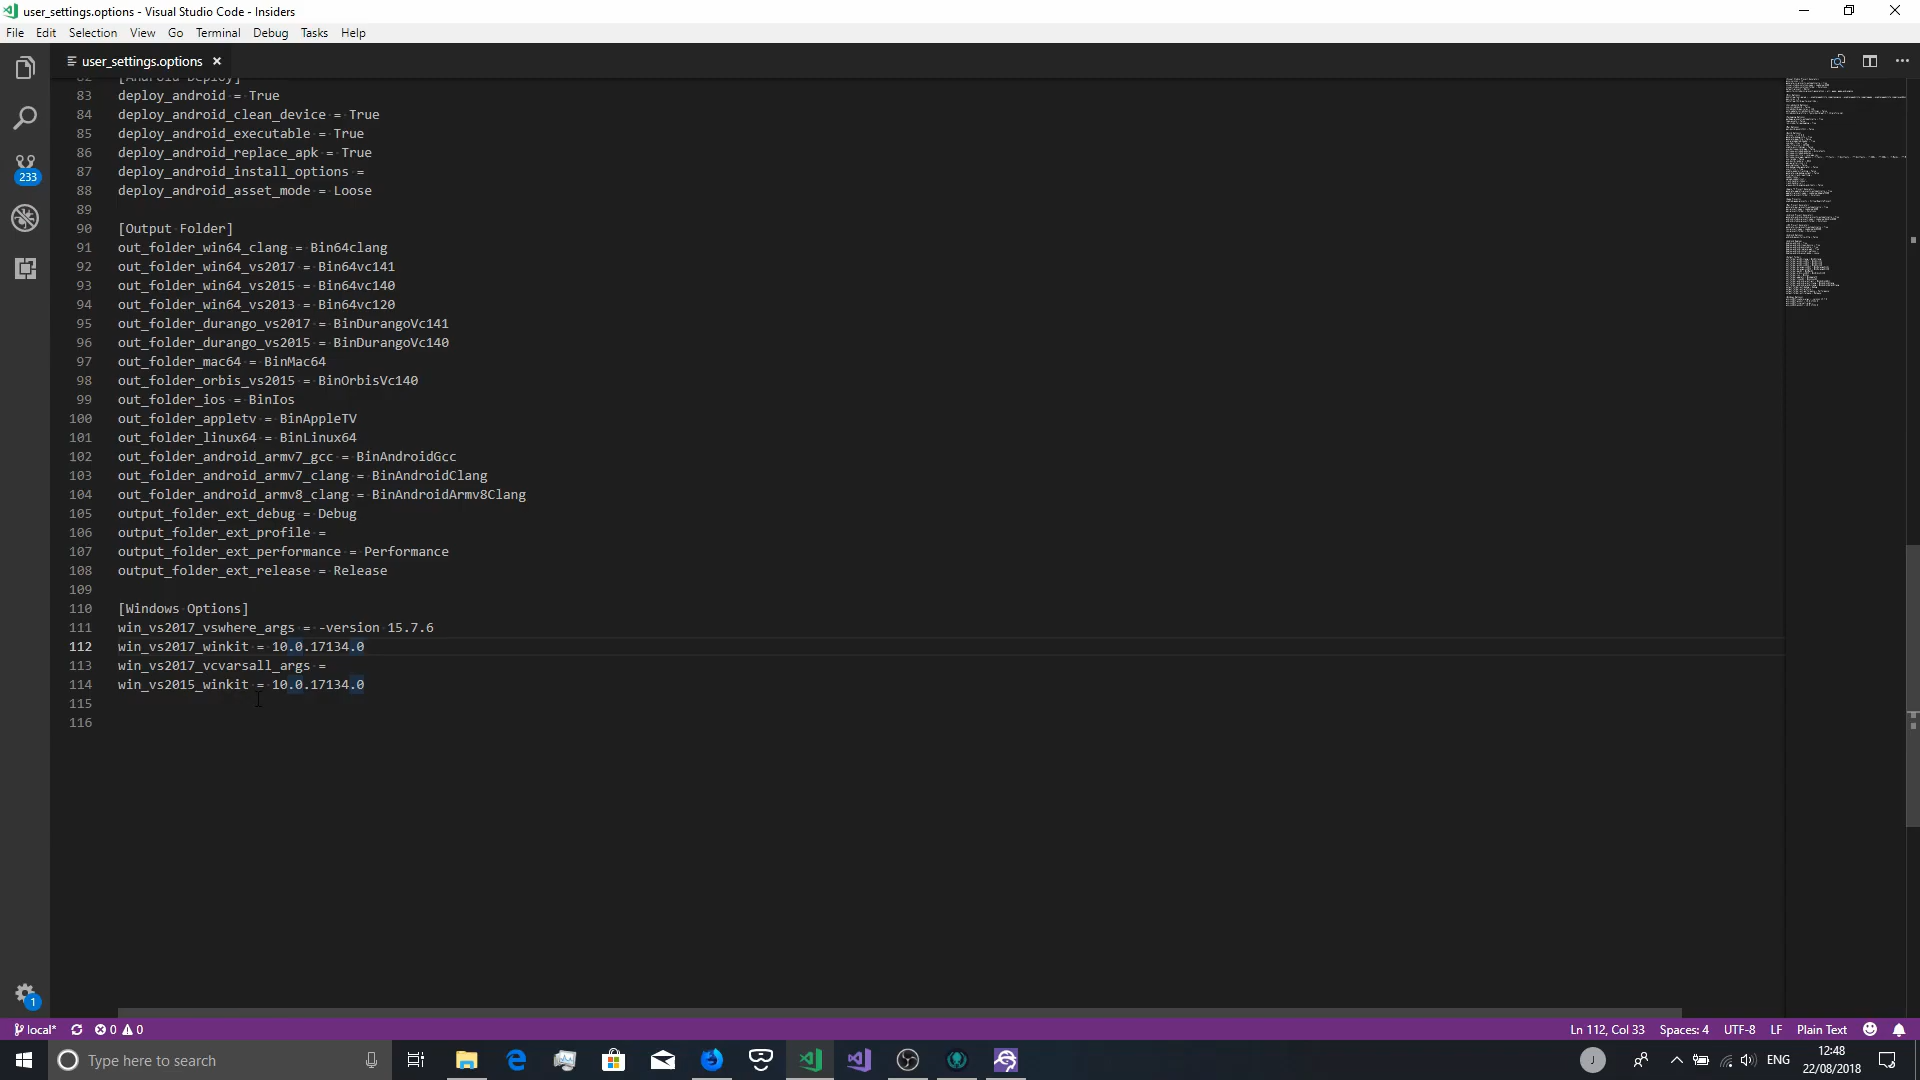 user_settings.options - Visual Studio Code - Insiders
File Edit Selection View Go Terminal Debug Tasks Help
user_settings.options
82 [Android Deploy]
83 deploy_android = True
84 deploy_android_clean_device = True
85 deploy_android_executable = True
86 deploy_android_replace_apk = True
87 deploy_android_install_options =
88 deploy_android_asset_mode = Loose
89
90 [Output Folder]
91 out_folder_win64_clang = Bin64clang
92 out_folder_win64_vs2017 = Bin64vc141
93 out_folder_win64_vs2015 = Bin64vc140
94 out_folder_win64_vs2013 = Bin64vc120
95 out_folder_durango_vs2017 = BinDurangoVc141
96 out_folder_durango_vs2015 = BinDurangoVc140
97 out_folder_mac64 = BinMac64
98 out_folder_orbis_vs2015 = BinOrbisVc140
99 out_folder_ios = BinIos
100 out_folder_appletv = BinAppleTV
101 out_folder_linux64 = BinLinux64
102 out_folder_android_armv7_gcc = BinAndroidGcc
103 out_folder_android_armv7_clang = BinAndroidClang
104 out_folder_android_armv8_clang = BinAndroidArmv8Clang
105 output_folder_ext_debug = Debug
106 output_folder_ext_profile =
107 output_folder_ext_performance = Performance
108 output_folder_ext_release = Release
109
110 [Windows Options]
111 win_vs2017_vswhere_args = -version 15.7.6
112 win_vs2017_winkit = 10.0.17134.0
113 win_vs2017_vcvarsall_args =
114 win_vs2015_winkit = 10.0.17134.0
115
116
233
1
local* 0 0 Ln 112, Col 33 Spaces: 4 UTF-8 LF Plain Text
Type here to search J ENG 12:48
22/08/2018